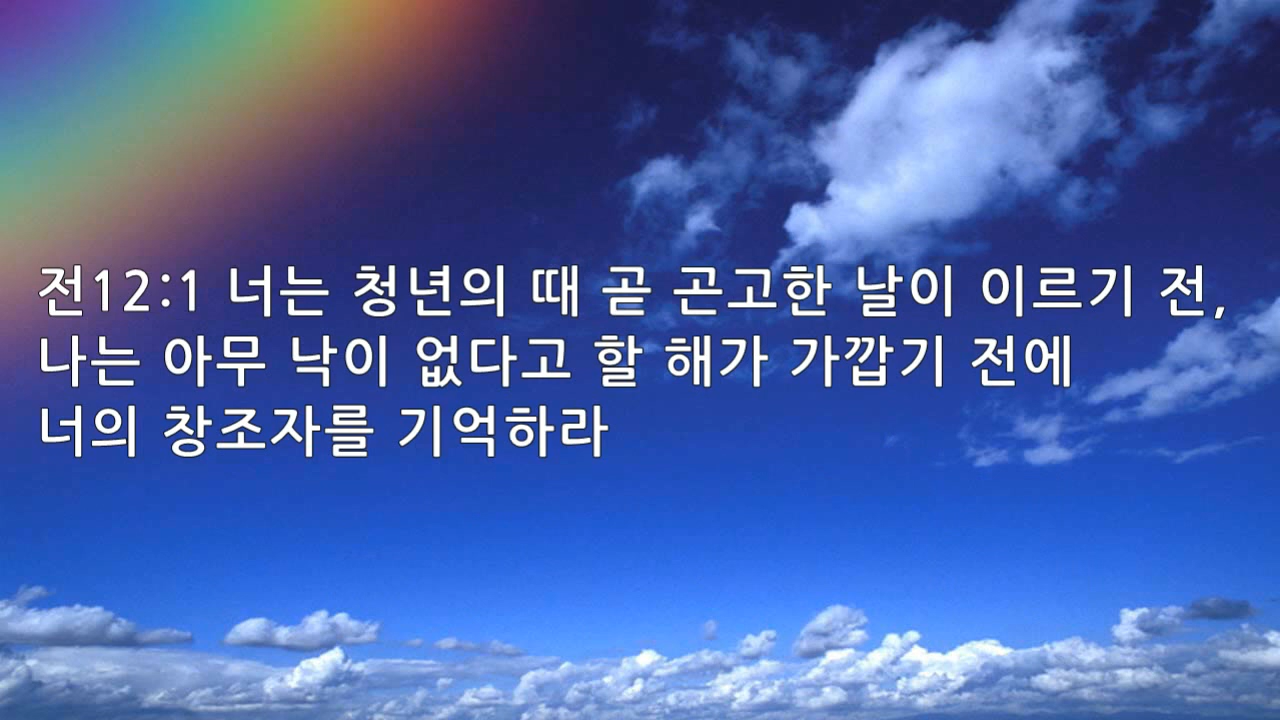 전12:1 너는 청년의 때 곧 곤고한 날이 이르기 전,
나는 아무 낙이 없다고 할 해가 가깝기 전에
너의 창조자를 기억하라